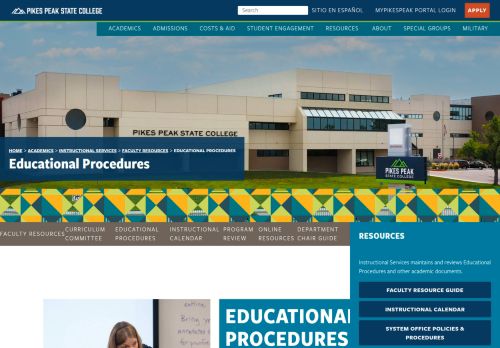 PIKES PEAK STATE COLLEGE
Search
SITIO EN ESPAÑOL
MYPIKESPEAK PORTAL LOGIN
APPLY
ACADEMICS ADMISSIONS COSTS & AID STUDENT ENGAGEMENT RESOURCES ABOUT SPECIAL GROUPS MILITARY
PIKES PEAK STATE COLLEGE
HOME > ACADEMICS > INSTRUCTIONAL SERVICES > FACULTY RESOURCES > EDUCATIONAL PROCEDURES
Educational Procedures
PIKES PEAK
STATE COLLEGE
FACULTY RESOURCES
CURRICULUM
COMMITTEE
EDUCATIONAL
PROCEDURES
INSTRUCTIONAL
CALENDAR
PROGRAM
REVIEW
ONLINE
RESOURCES
DEPARTMENT
CHAIR GUIDE
RESOURCES
Instructional Services maintains and reviews Educational
Procedures and other academic documents.
FACULTY RESOURCE GUIDE
INSTRUCTIONAL CALENDAR
SYSTEM OFFICE POLICIES &
PROCEDURES
EDUCATIONAL
PROCEDURES